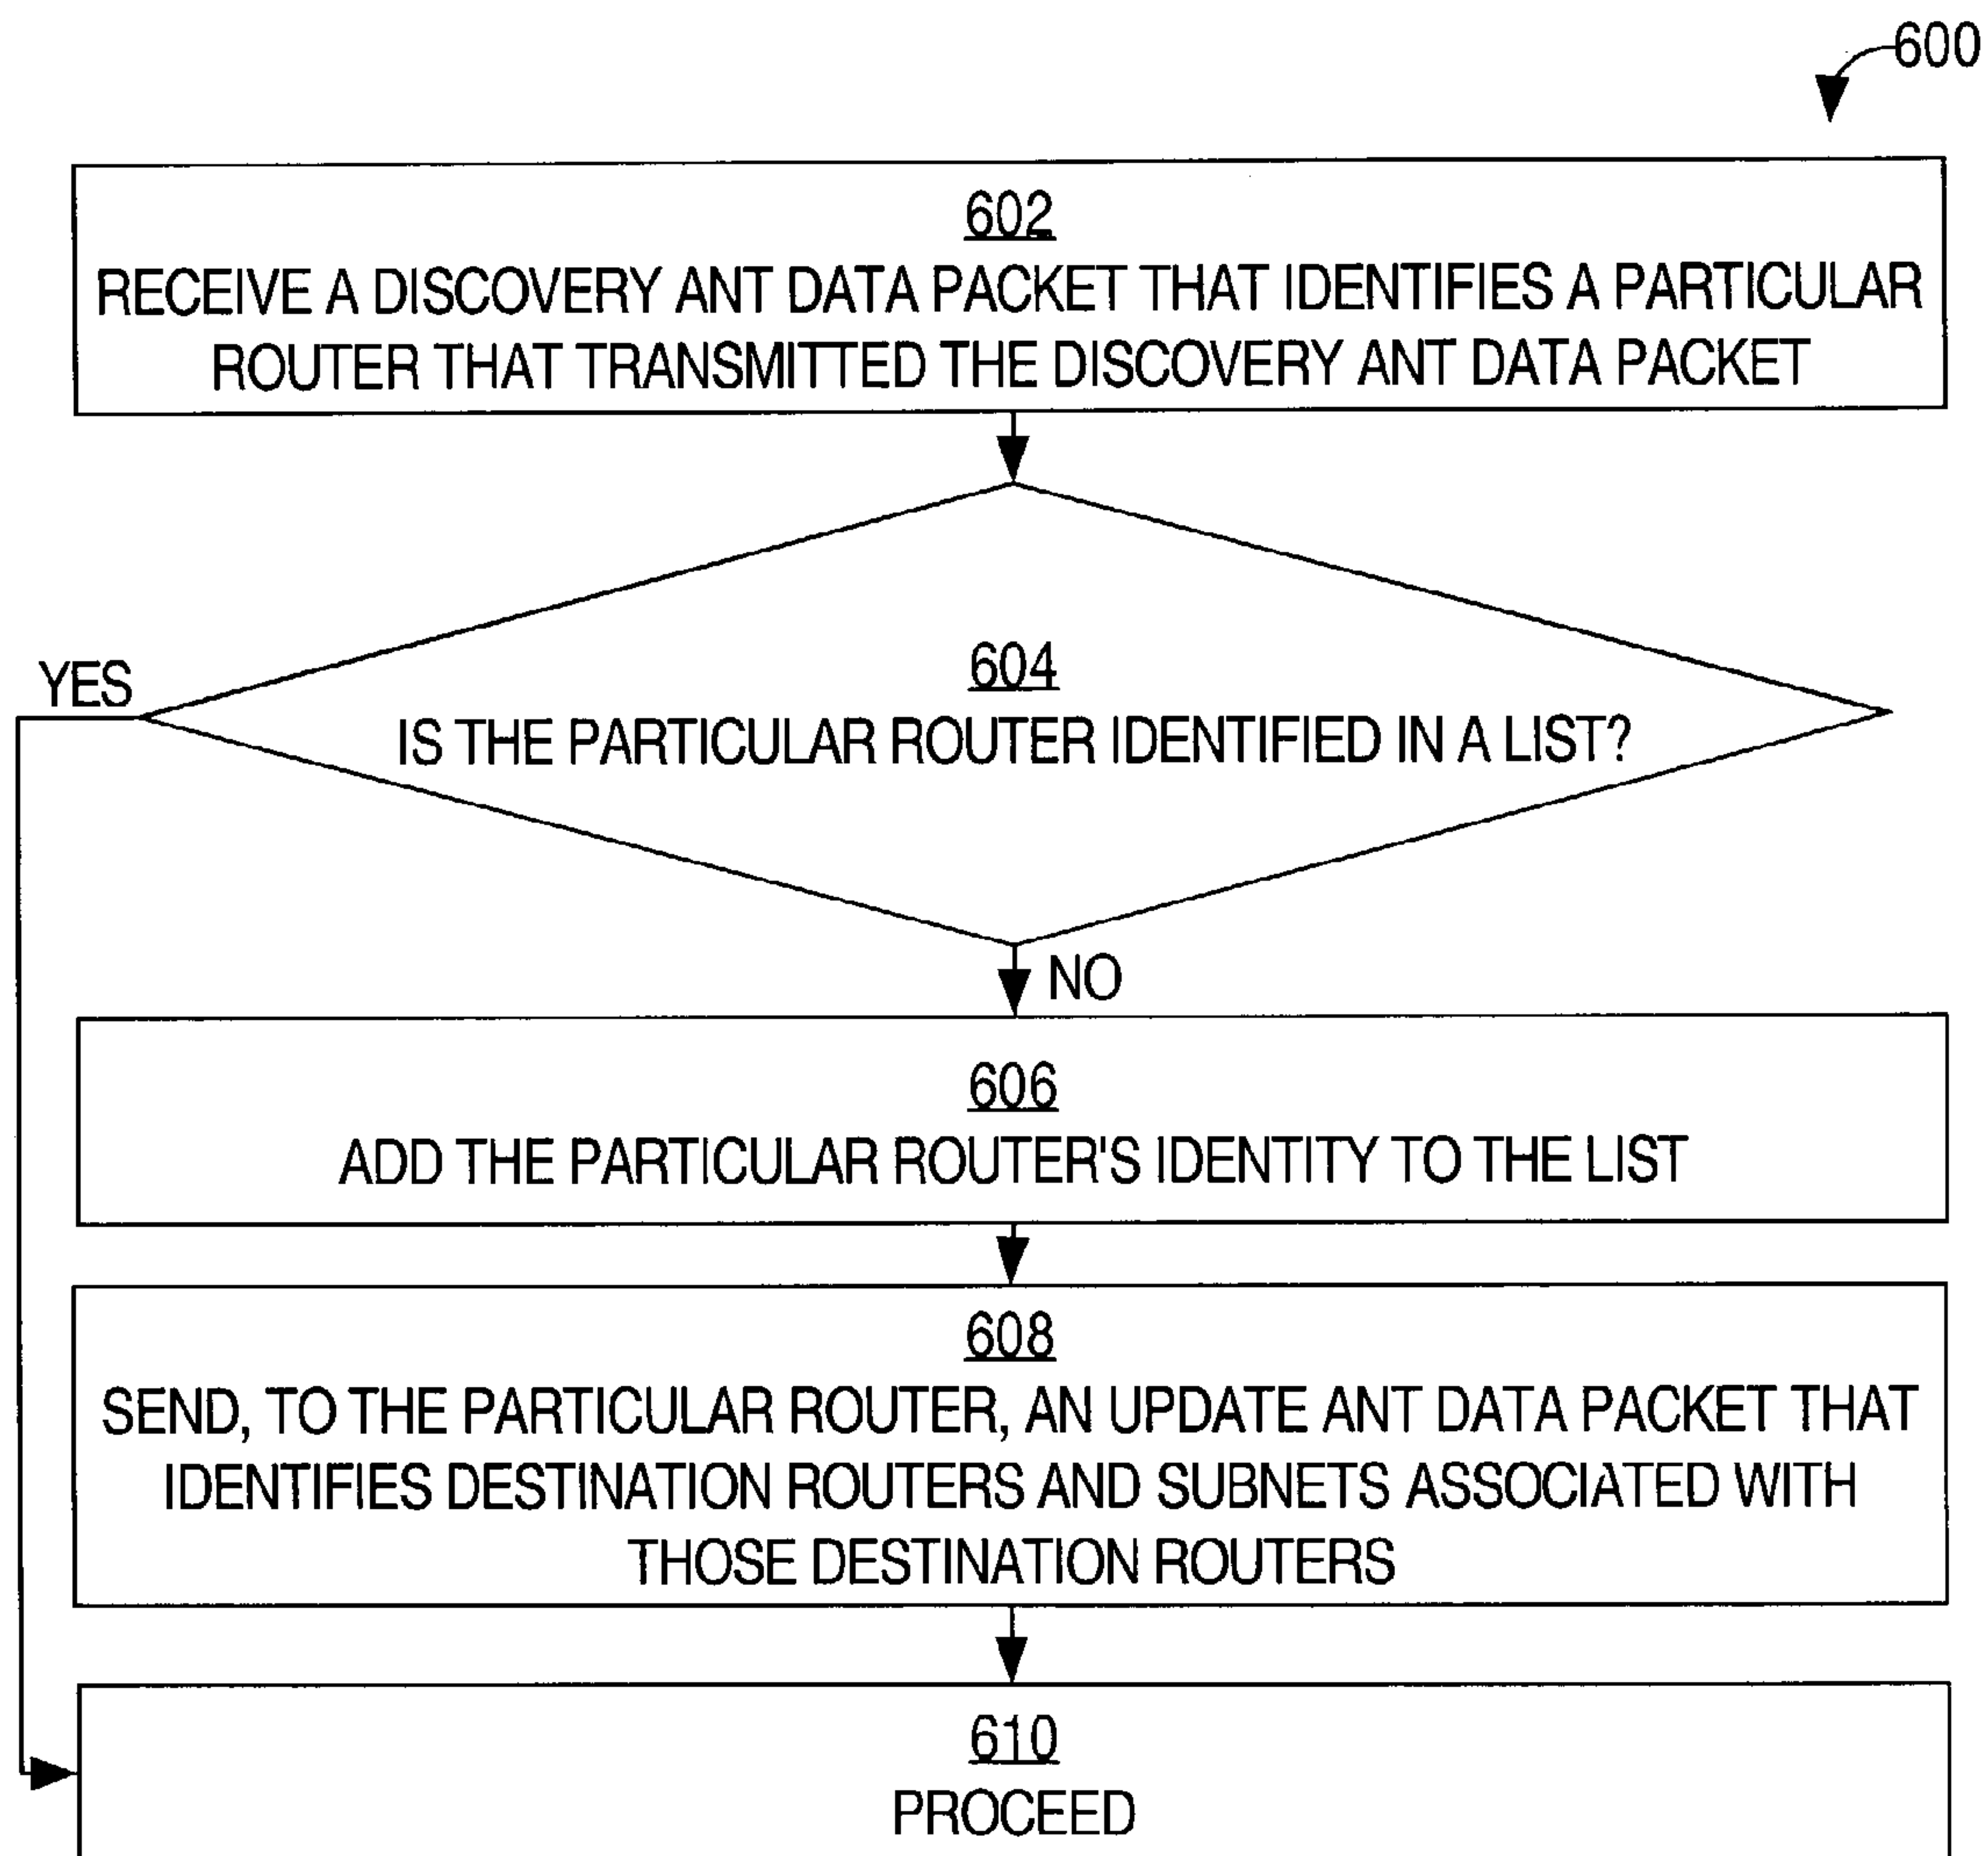 600
602
RECEIVE A DISCOVERY ANT DATA PACKET THAT IDENTIFIES A PARTICULAR
ROUTER THAT TRANSMITTED THE DISCOVERY ANT DATA PACKET
604
YES
IS THE PARTICULAR ROUTER IDENTIFIED IN A LIST?
NO
606
ADD THE PARTICULAR ROUTER'S IDENTITY TO THE LIST
608
SEND, TO THE PARTICULAR ROUTER, AN UPDATE ANT DATA PACKET THAT
IDENTIFIES DESTINATION ROUTERS AND SUBNETS ASSOCIATED WITH
THOSE DESTINATION ROUTERS
610
PROCEED